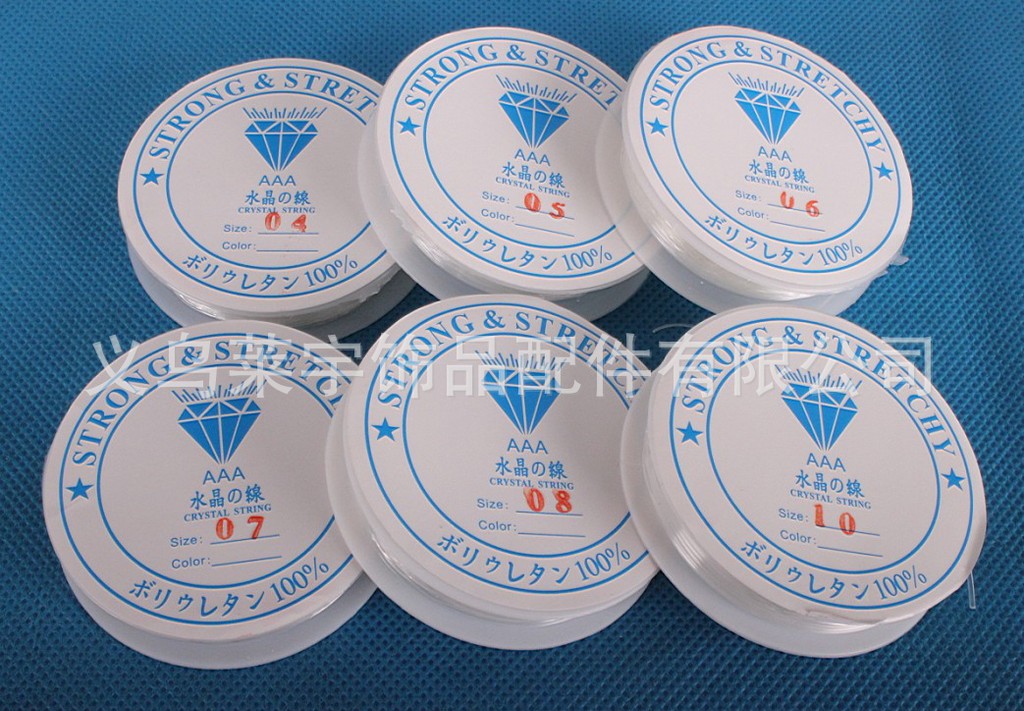 STRONG & STRET
AAA
水晶の線
CRYSTAL STRING
Size: 04
Color:
ポリウレタン100%
STRONG & STRET
AAA
水晶の線
CRYSTAL STRING
Size: 05
Color:
ポリウレタン100%
STRONG & STRETCHY
AAA
水晶の線
CRYSTAL STRING
Size: 06
Color:
ポリウレタン100%
义乌莱宇饰品配件有限公司
STRONG & STRETC
AAA
水晶の線
CRYSTAL STRING
Size: 07
Color:
ポリウレタン100%
STRONG & STRETC
AAA
水晶の線
CRYSTAL STRING
Size: 08
Color:
ポリウレタン100%
STRONG & STRETCHY
AAA
水晶の線
CRYSTAL STRING
Size: 10
Color:
ポリウレタン100%